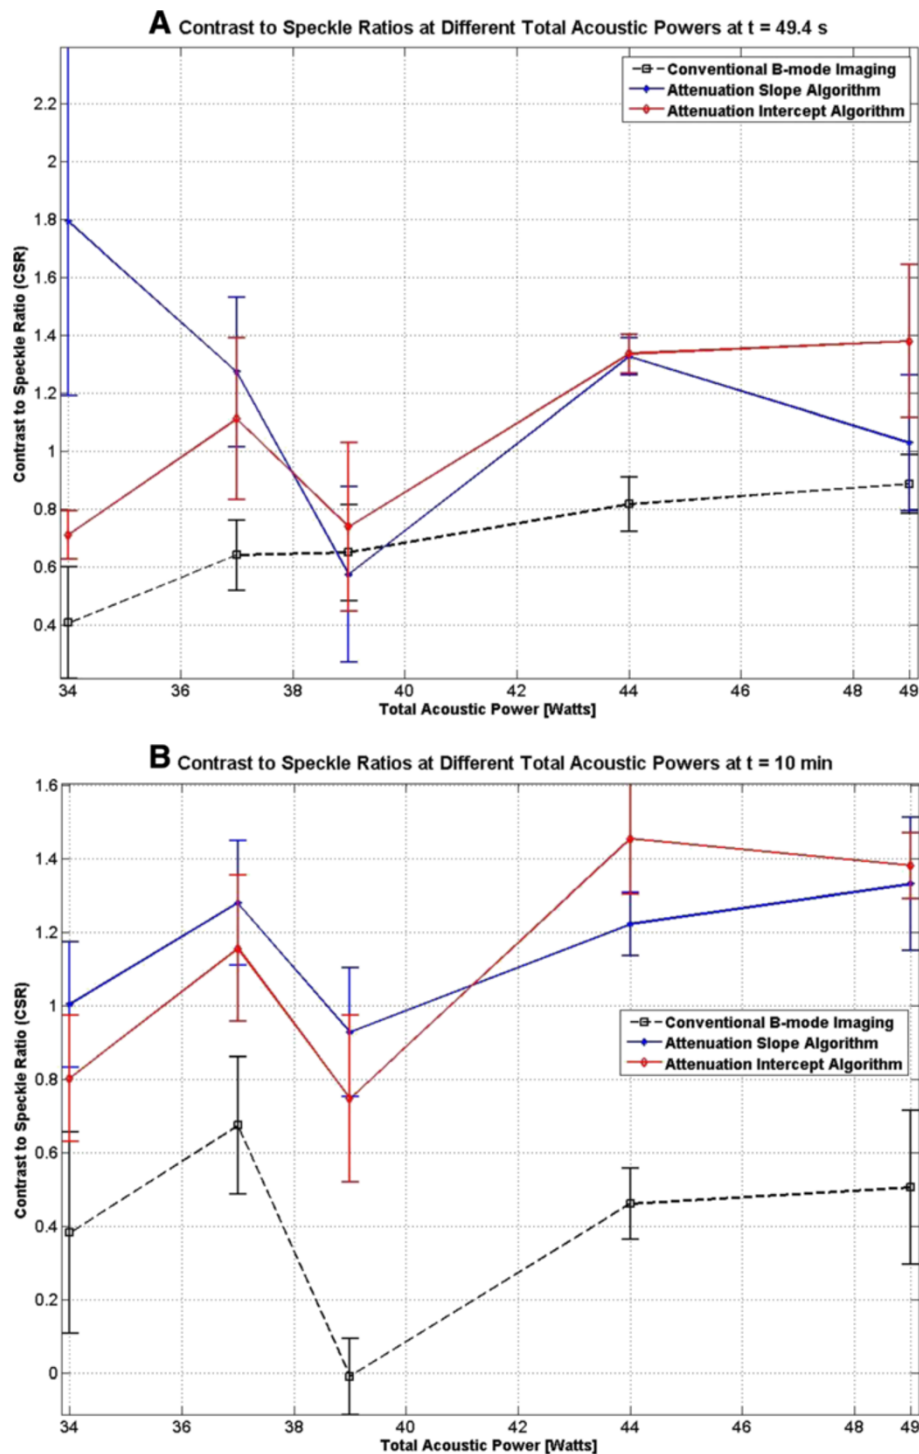 A Contrast to Speckle Ratios at Different Total Acoustic Powers at t = 49.4 s
Conventional B-mode Imaging
Attenuation Slope Algorithm
Attenuation Intercept Algorithm
2.2
2
1.8
1.6
1.4
1.2
1
0.8
0.6
0.4
Contrast to Speckle Ratio (CSR)
34 36 38 40 42 44 46 48 49
Total Acoustic Power [Watts]
B Contrast to Speckle Ratios at Different Total Acoustic Powers at t = 10 min
1.6
1.4
1.2
1
0.8
0.6
0.4
0.2
0
Contrast to Speckle Ratio (CSR)
Conventional B-mode Imaging
Attenuation Slope Algorithm
Attenuation Intercept Algorithm
34 36 38 40 42 44 46 48 49
Total Acoustic Power [Watts]